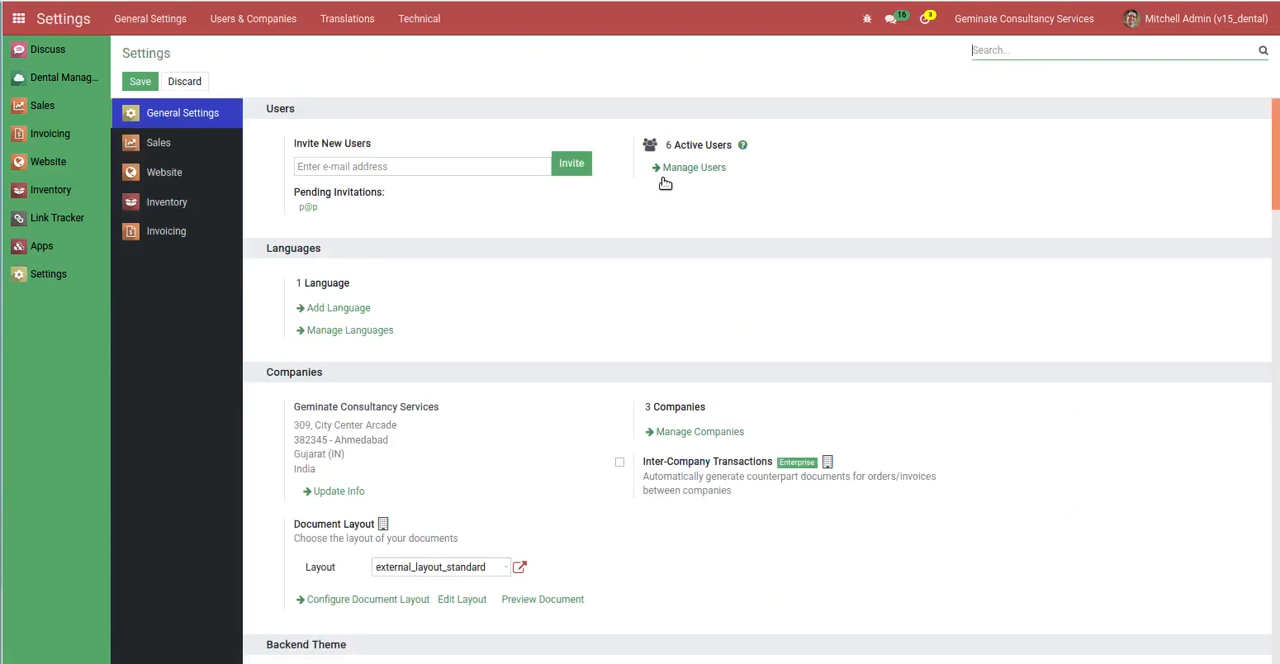 Settings General Settings Users & Companies Translations Technical 16 3 Geminate Consultancy Services Mitchell Admin (v15_dental)
Discuss
Dental Manag...
Sales
Invoicing
Website
Inventory
Link Tracker
Apps
Settings
Settings
Search...
Save Discard
General Settings
Sales
Website
Inventory
Invoicing
Users
Invite New Users
Enter e-mail address Invite
Pending Invitations:
p@p
6 Active Users ?
Manage Users
Languages
1 Language
Add Language
Manage Languages
Companies
Geminate Consultancy Services
309, City Center Arcade
382345 - Ahmedabad
Gujarat (IN)
India
Update Info
3 Companies
Manage Companies
Inter-Company Transactions Enterprise
Automatically generate counterpart documents for orders/invoices
between companies
Document Layout
Choose the layout of your documents
Layout external_layout_standard
Configure Document Layout Edit Layout Preview Document
Backend Theme